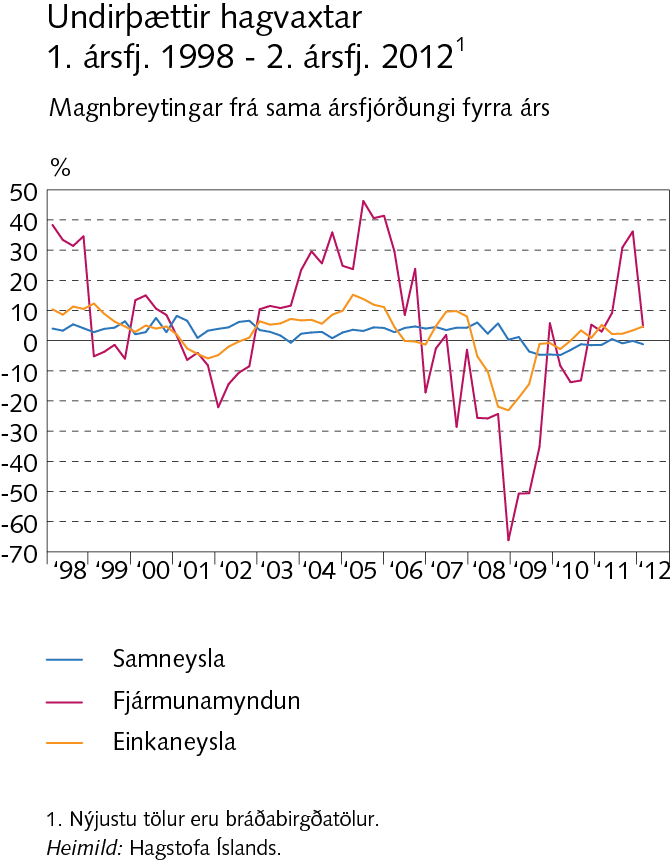 Undirþættir hagvaxtar
1. ársfj. 1998 - 2. ársfj. 2012¹
Magnbreytingar frá sama ársfjórðungi fyrra árs
%
50
40
30
20
10
0
-10
-20
-30
-40
-50
-60
-70
‘98 ‘99 ‘00 ‘01 ‘02 ‘03 ‘04 ‘05 ‘06 ‘07 ‘08 ‘09 ‘10 ‘11 ‘12
Samneysla
Fjármunamyndun
Einkaneysla
1. Nýjustu tölur eru bráðabirgðatölur.
Heimild: Hagstofa Íslands.